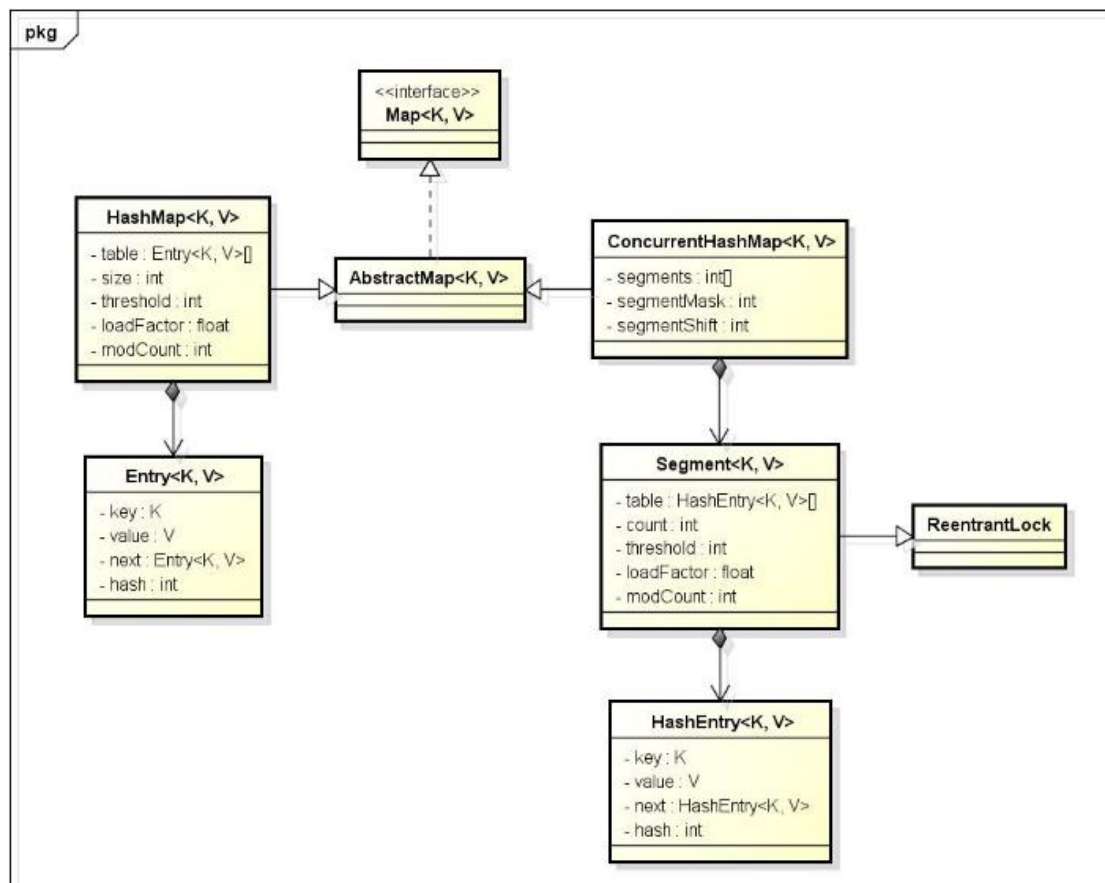 pkg
<<interface>>
Map<K, V>
HashMap<K, V>
- table : Entry<K, V>[]
- size : int
- threshold : int
- loadFactor : float
- modCount : int
AbstractMap<K, V>
ConcurrentHashMap<K, V>
- segments : int[]
- segmentMask : int
- segmentShift : int
Entry<K, V>
- key : K
- value : V
- next : Entry<K, V>
- hash : int
Segment<K, V>
- table : HashEntry<K, V>[]
- count : int
- threshold : int
- loadFactor : float
- modCount : int
ReentrantLock
HashEntry<K, V>
- key : K
- value : V
- next : HashEntry<K, V>
- hash : int